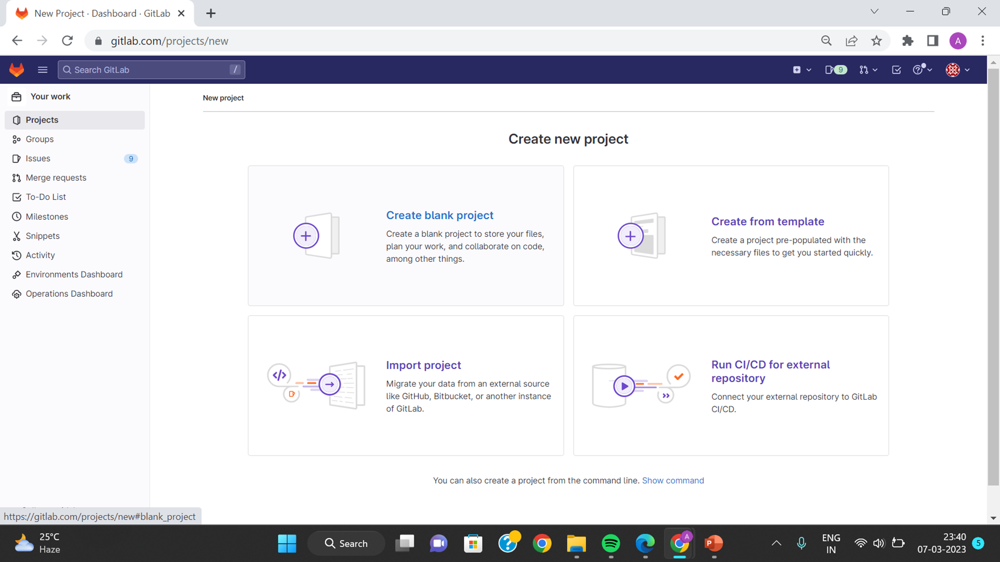 New Project · Dashboard · GitLab
gitlab.com/projects/new
A
Search GitLab
/
9
Your work
New project
Projects
Groups
Issues
9
Merge requests
To-Do List
Milestones
Snippets
Activity
Environments Dashboard
Operations Dashboard
Create new project
Create blank project
Create a blank project to store your files,
plan your work, and collaborate on code,
among other things.
Create from template
Create a project pre-populated with the
necessary files to get you started quickly.
Import project
Migrate your data from an external source
like GitHub, Bitbucket, or another instance
of GitLab.
Run CI/CD for external
repository
Connect your external repository to GitLab
CI/CD.
You can also create a project from the command line. Show command
https://gitlab.com/projects/new#blank_project
25°C
Haze
Search
A
P
ENG
IN
23:40
07-03-2023
5